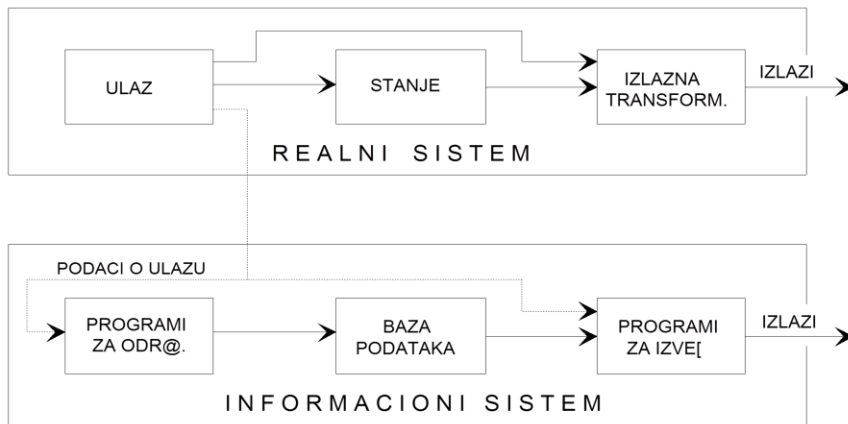 ULAZ
STANJE
IZLAZNA
TRANSFORM.
IZLAZI
REALNI SISTEM
PODACI O ULAZU
PROGRAMI
ZA ODR@.
BAZA
PODATAKA
PROGRAMI
ZA IZVE[
IZLAZI
INFORMACIONI SISTEM